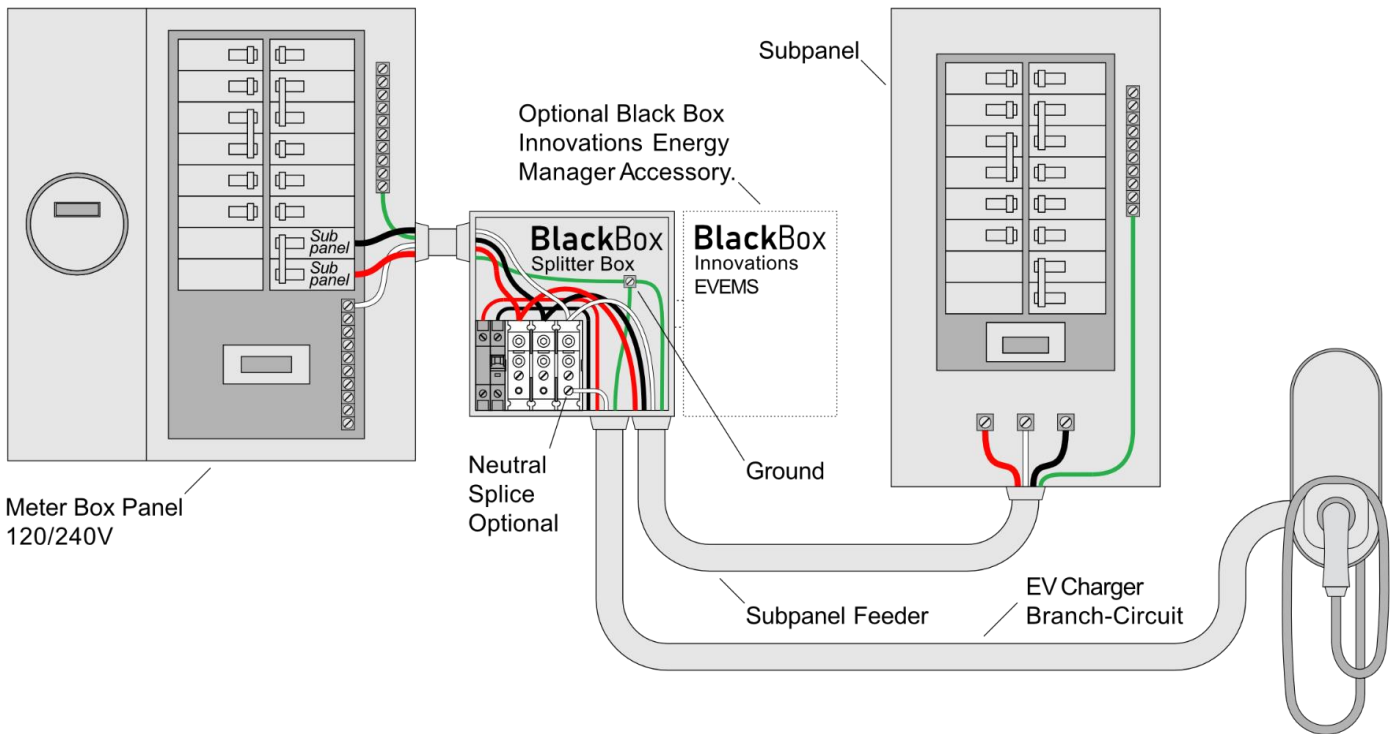 Subpanel
Optional Black Box
Innovations Energy
Manager Accessory.
Sub
panel
Sub
panel
BlackBox
Splitter Box
BlackBox
Innovations
EVEMS
Neutral
Splice
Optional
Ground
Meter Box Panel
120/240V
Subpanel Feeder
EV Charger
Branch-Circuit